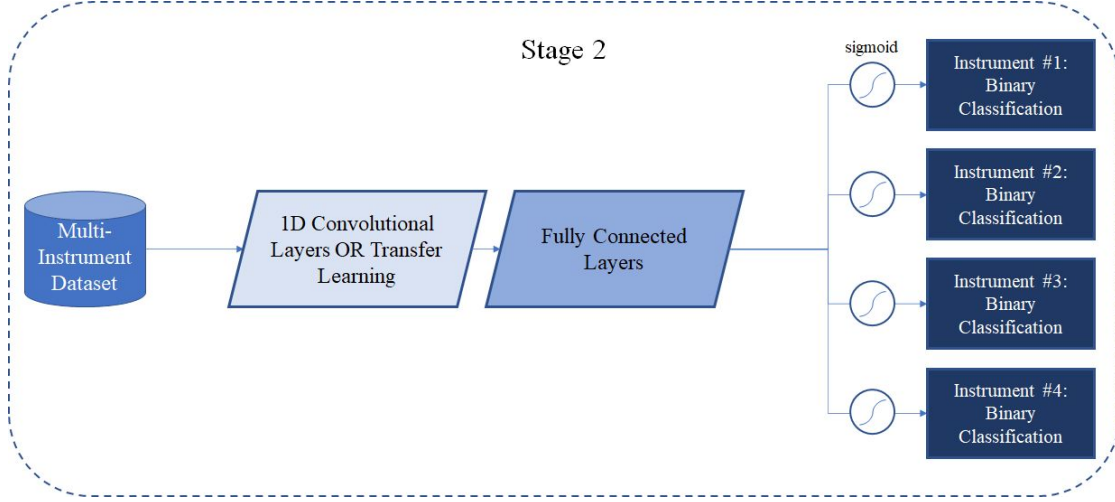 Stage 2
sigmoid
Multi-
Instrument
Dataset
1D Convolutional
Layers OR Transfer
Learning
Fully Connected
Layers
Instrument #1:
Binary
Classification
Instrument #2:
Binary
Classification
Instrument #3:
Binary
Classification
Instrument #4:
Binary
Classification